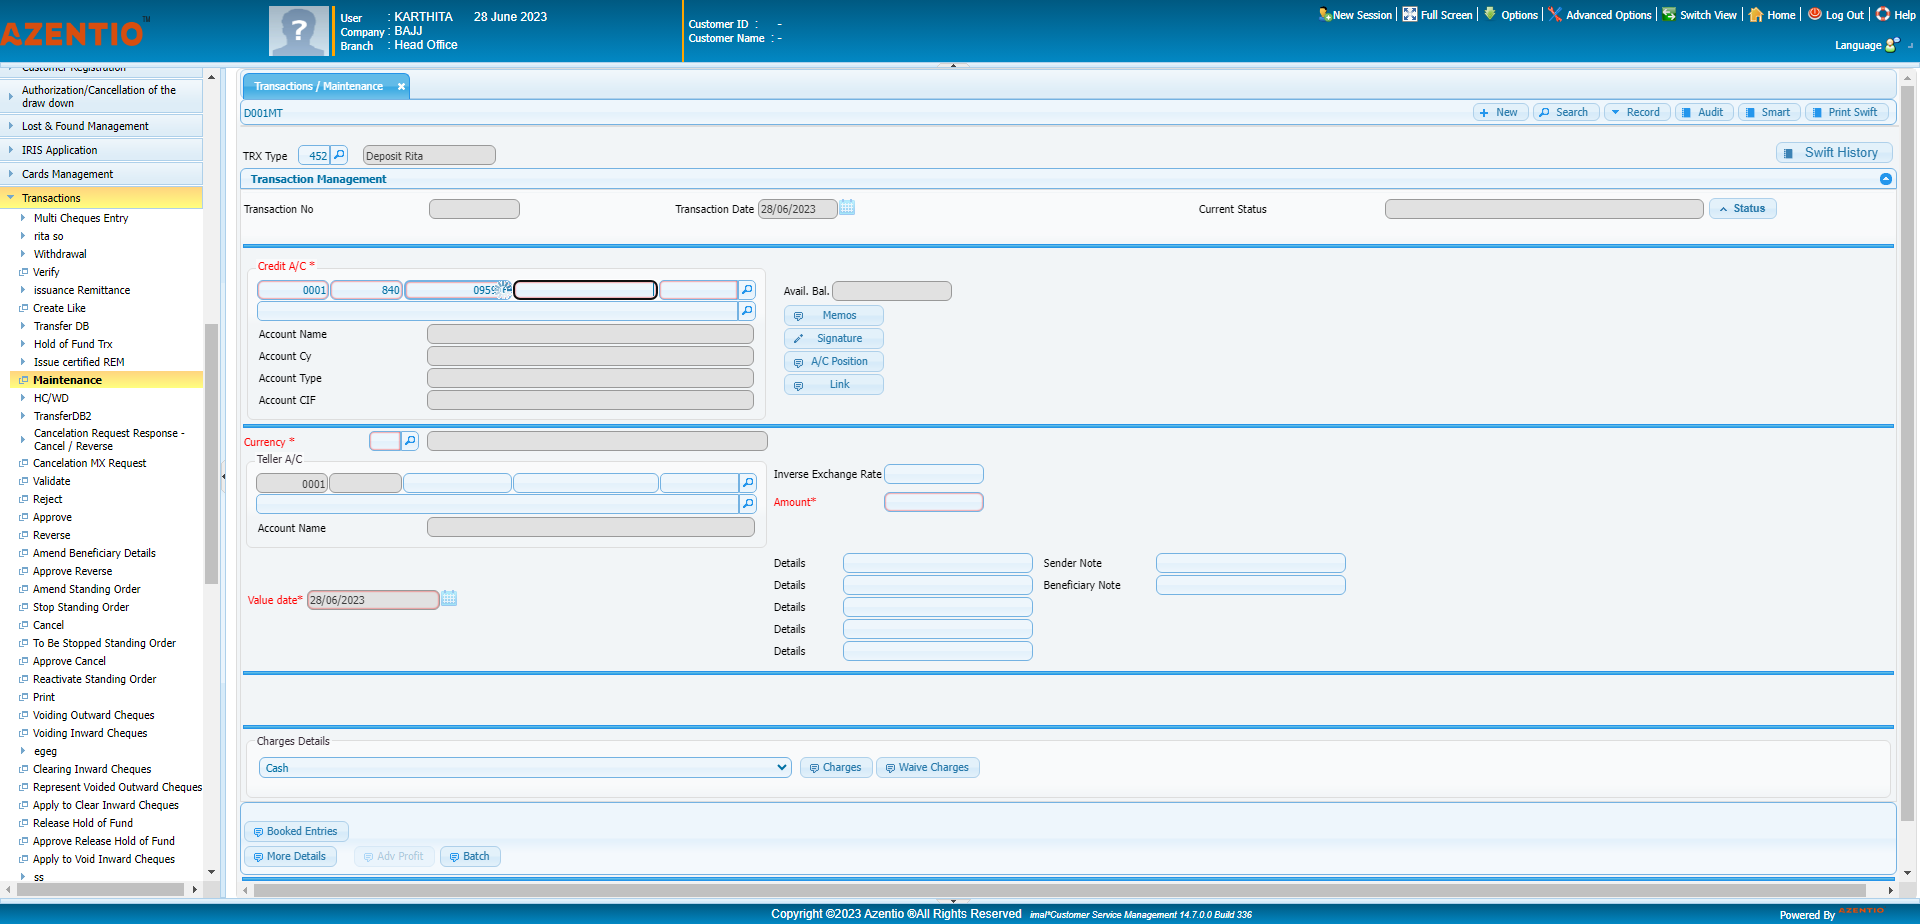 AZENTIO™
User : KARTHITA 28 June 2023
Company : BAJJ
Branch : Head Office
Customer ID : -
Customer Name : -
New Session
Full Screen
Options
Advanced Options
Switch View
Home
Log Out
Help
Language
Customer Registration
Authorization/Cancellation of the
draw down
Lost & Found Management
IRIS Application
Cards Management
Transactions
Multi Cheques Entry
rita so
Withdrawal
Verify
issuance Remittance
Create Like
Transfer DB
Hold of Fund Trx
Issue certified REM
Maintenance
HC/WD
TransferDB2
Cancelation Request Response -
Cancel / Reverse
Cancelation MX Request
Validate
Reject
Approve
Reverse
Amend Beneficiary Details
Approve Reverse
Amend Standing Order
Stop Standing Order
Cancel
To Be Stopped Standing Order
Approve Cancel
Reactivate Standing Order
Print
Voiding Outward Cheques
Voiding Inward Cheques
egeg
Clearing Inward Cheques
Represent Voided Outward Cheques
Apply to Clear Inward Cheques
Release Hold of Fund
Approve Release Hold of Fund
Apply to Void Inward Cheques
ss
Transactions / Maintenance
D001MT
New
Search
Record
Audit
Smart
Print Swift
TRX Type 452 Deposit Rita
Swift History
Transaction Management
Transaction No
Transaction Date 28/06/2023
Current Status
Status
Credit A/C *
0001 840
Account Name
Account Cy
Account Type
Account CIF
Avail. Bal.
Memos
Signature
A/C Position
Link
Currency *
Teller A/C
0001
Account Name
Inverse Exchange Rate
Amount*
Value date* 28/06/2023
Details
Details
Details
Details
Details
Sender Note
Beneficiary Note
Charges Details
Cash
Charges
Waive Charges
Booked Entries
More Details
Adv Profit
Batch
Copyright ©2023 Azentio ®All Rights Reserved imal®Customer Service Management 14.7.0.0 Build 336
Powered By AZENTIO